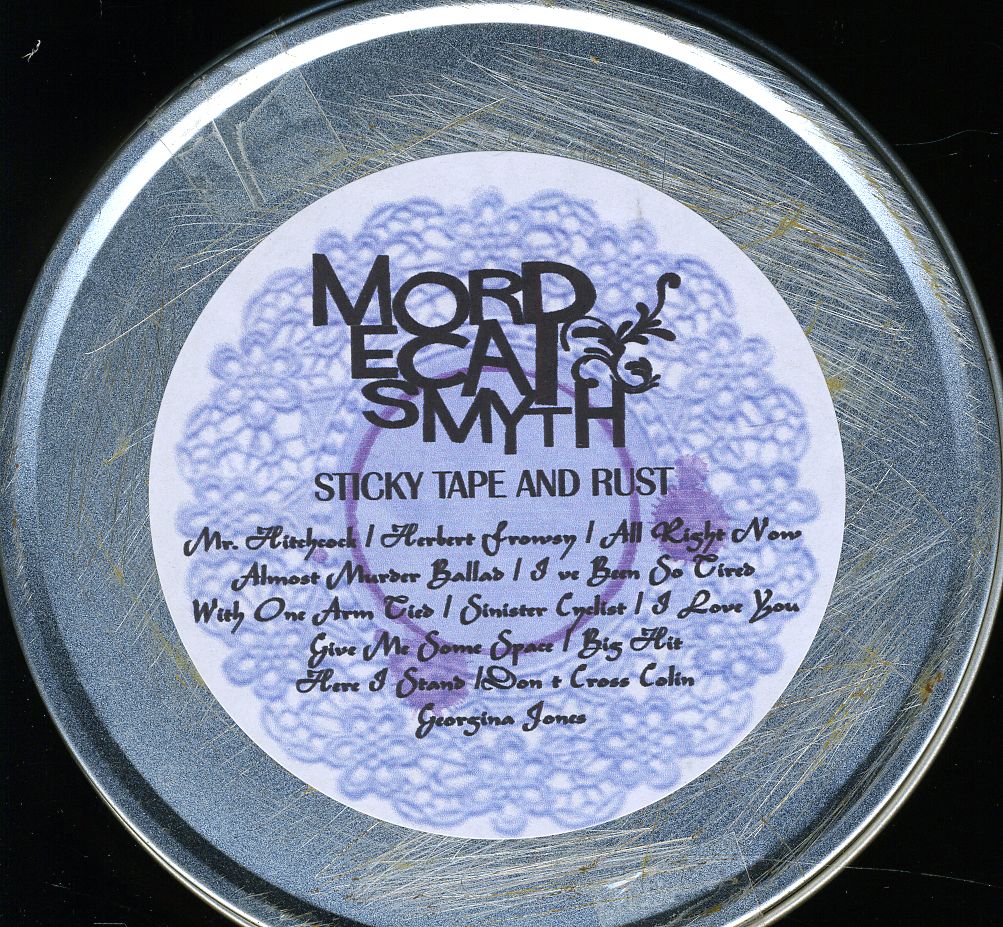 MORD
ECAI
SMYTH
STICKY TAPE AND RUST
Mr. Hitchcock / Herbert Frowsy / All Right Now
Almost Murder Ballad / I ve Been So Tired
With One Arm Tied / Sinister Cyclist / I Love You
Give Me Some Space / Big Hit
Here I Stand /Don t Cross Colin
Georgina Jones